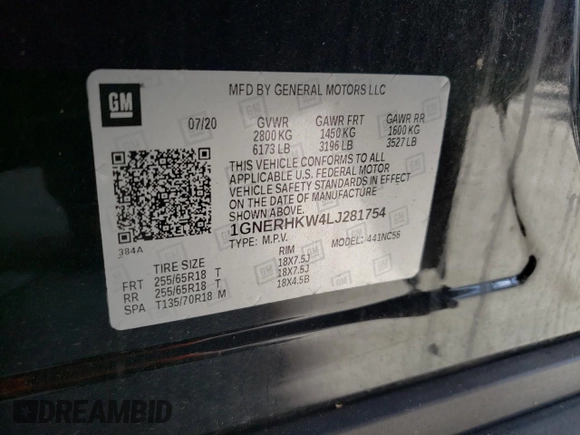 GM
MFD BY GENERAL MOTORS LLC
07/20 GVWR GAWR FRT GAWR RR
2800 KG 1450 KG 1600 KG
6173 LB 3196 LB 3527 LB
THIS VEHICLE CONFORMS TO ALL
APPLICABLE U.S. FEDERAL MOTOR
VEHICLE SAFETY STANDARDS IN EFFECT
ON THE DATE OF MANUFACTURE
SHOWN ABOVE.
384A
1GNERHKW4LJ281754
TYPE: M.P.V. MODEL: 441NC56
TIRE SIZE RIM
FRT 255/65R18 T 18X7.5J
RR 255/65R18 T 18X7.5J
SPA T135/70R18 M 18X4.5B
DREAMBID